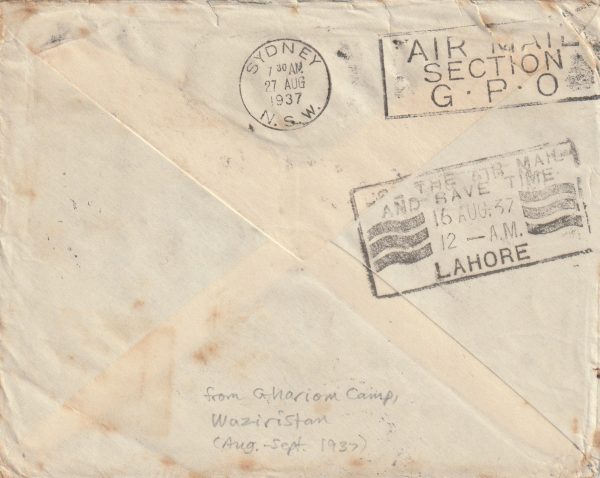 SYDNEY
7 30 AM
27 AUG
1937
N.S.W.
AIR MAIL
SECTION
G.P.O
THE AIR MAIL
AND SAVE TIME
16 AUG.37
12 —A.M.
LAHORE
from Gharion Camp,
Waziristan
(Aug.-Sept. 1937)